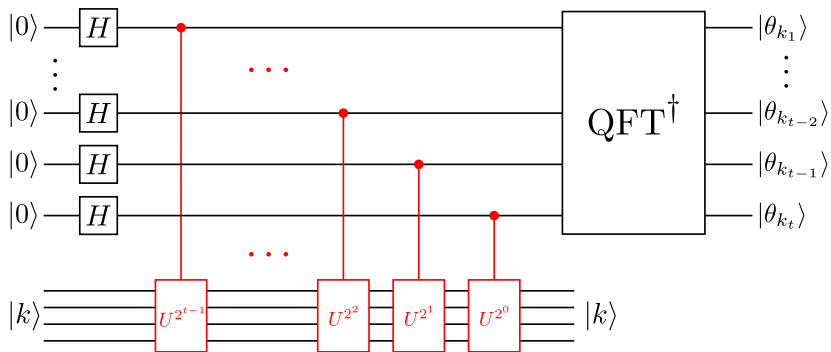 |0⟩ H |θ_{k_1}⟩
⋮ ··· ⋮
|0⟩ H QFT† |θ_{k_{t-2}}⟩
|0⟩ H |θ_{k_{t-1}}⟩
|0⟩ H |θ_{k_t}⟩
···
|k⟩ U^{2^{t-1}} U^{2^2} U^{2^1} U^{2^0} |k⟩